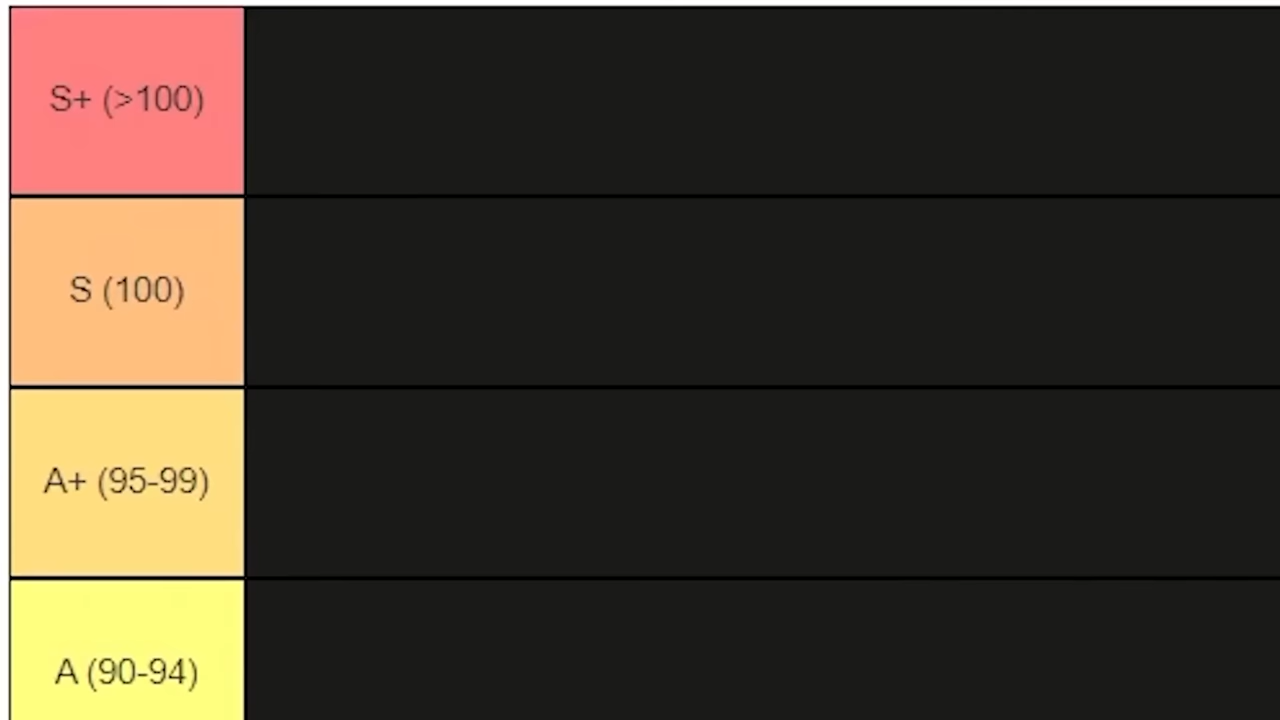 S+ (>100)
S (100)
A+ (95-99)
A (90-94)